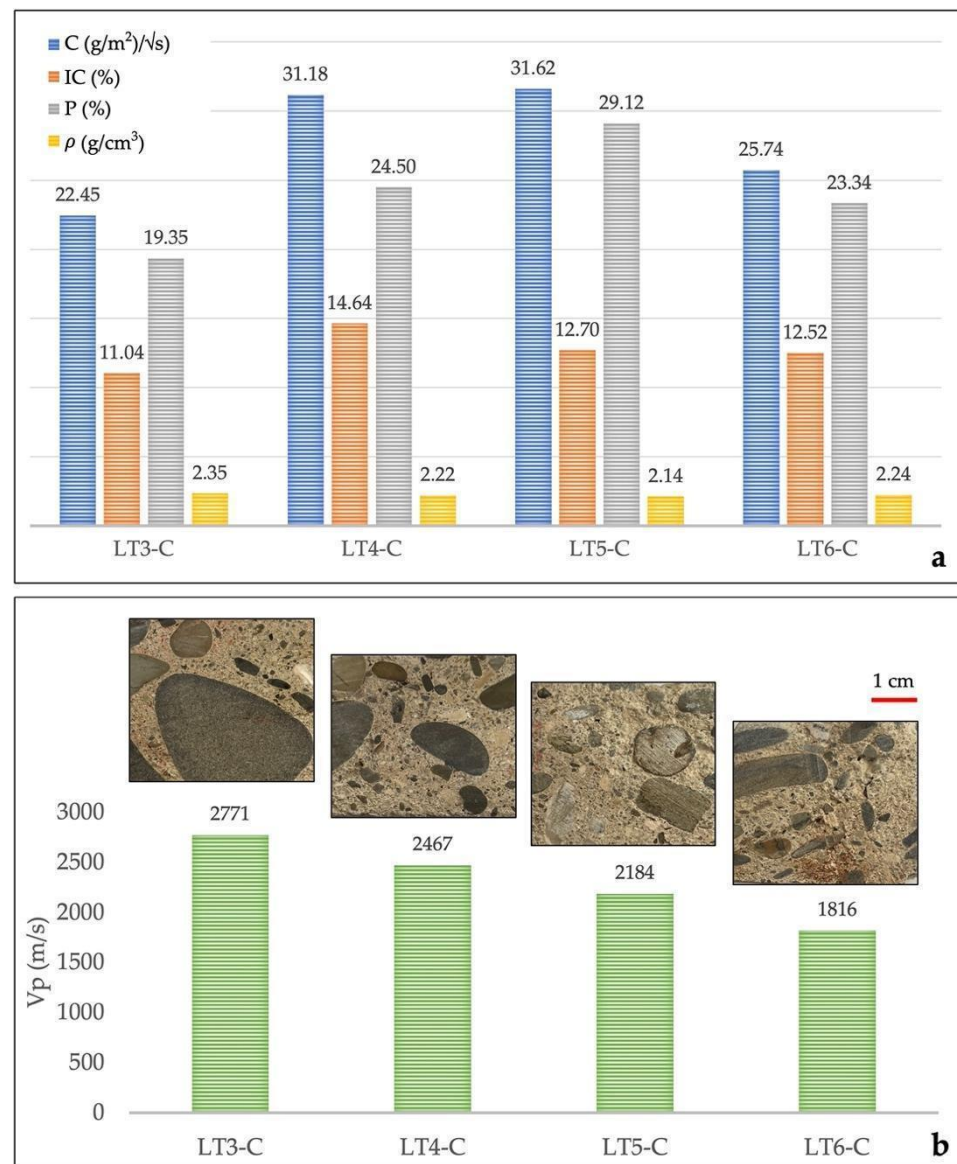 C (g/m²)/√s)
IC (%)
P (%)
ρ (g/cm³)
22.45
11.04
19.35
2.35
31.18
14.64
24.50
2.22
31.62
12.70
29.12
2.14
25.74
12.52
23.34
2.24
LT3-C LT4-C LT5-C LT6-C
a
1 cm
Vp (m/s)
3000
2500
2000
1500
1000
500
0
2771
2467
2184
1816
LT3-C LT4-C LT5-C LT6-C
b